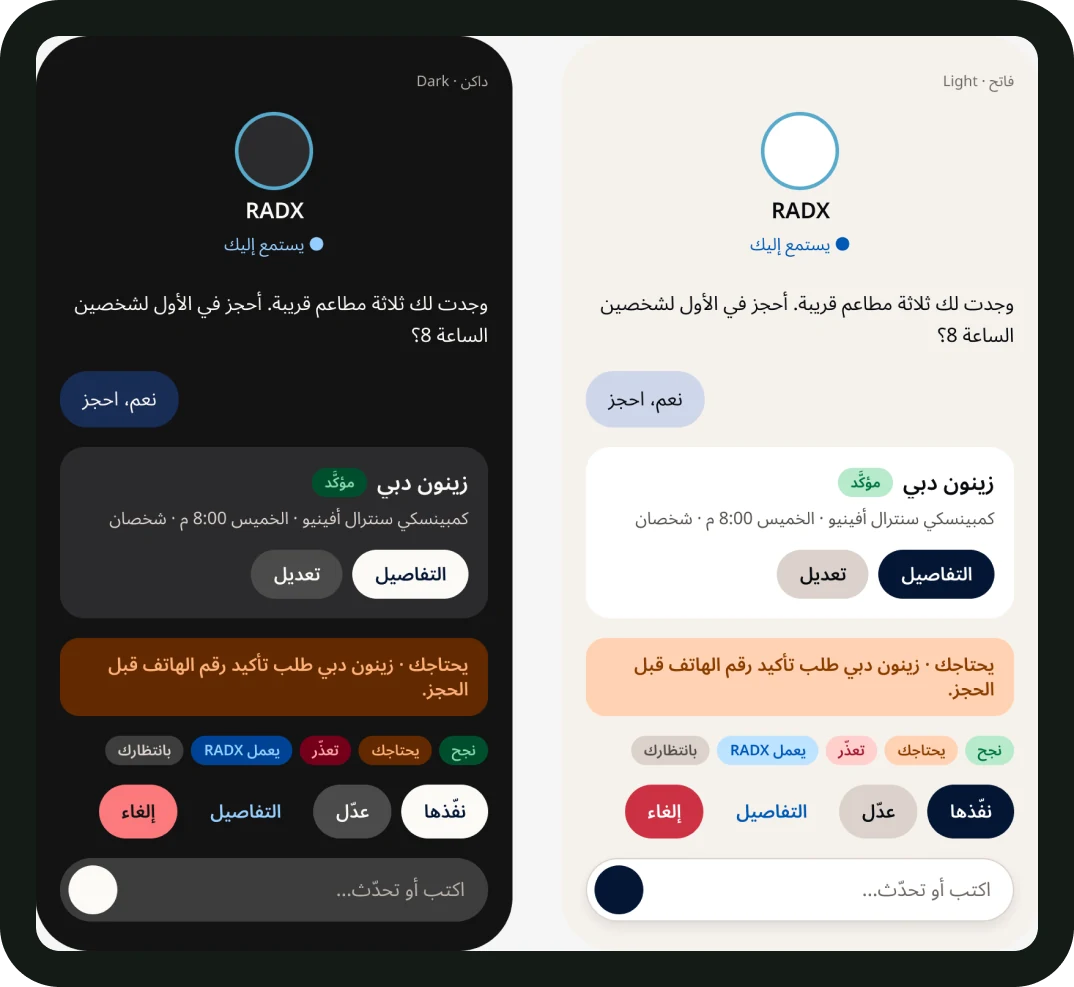 فاتح · Light
RADX
يستمع إليك
وجدت لك ثلاثة مطاعم قريبة. أحجز في الأول لشخصين
الساعة 8؟
نعم، احجز
زيتون دبي مؤكَّد
كمبينسكي سنترال أفينيو · الخميس 8:00 م · شخصان
التفاصيل تعديل
يحتاجك · زيتون دبي طلب تأكيد رقم الهاتف قبل
الحجز.
نجح يحتاجك تعذّر يعمل RADX بانتظارك
نفّذها عدّل التفاصيل إلغاء
اكتب أو تحدّث...
داكن · Dark
RADX
يستمع إليك
وجدت لك ثلاثة مطاعم قريبة. أحجز في الأول لشخصين
الساعة 8؟
نعم، احجز
زيتون دبي مؤكَّد
كمبينسكي سنترال أفينيو · الخميس 8:00 م · شخصان
التفاصيل تعديل
يحتاجك · زيتون دبي طلب تأكيد رقم الهاتف قبل
الحجز.
نجح يحتاجك تعذّر يعمل RADX بانتظارك
نفّذها عدّل التفاصيل إلغاء
اكتب أو تحدّث...